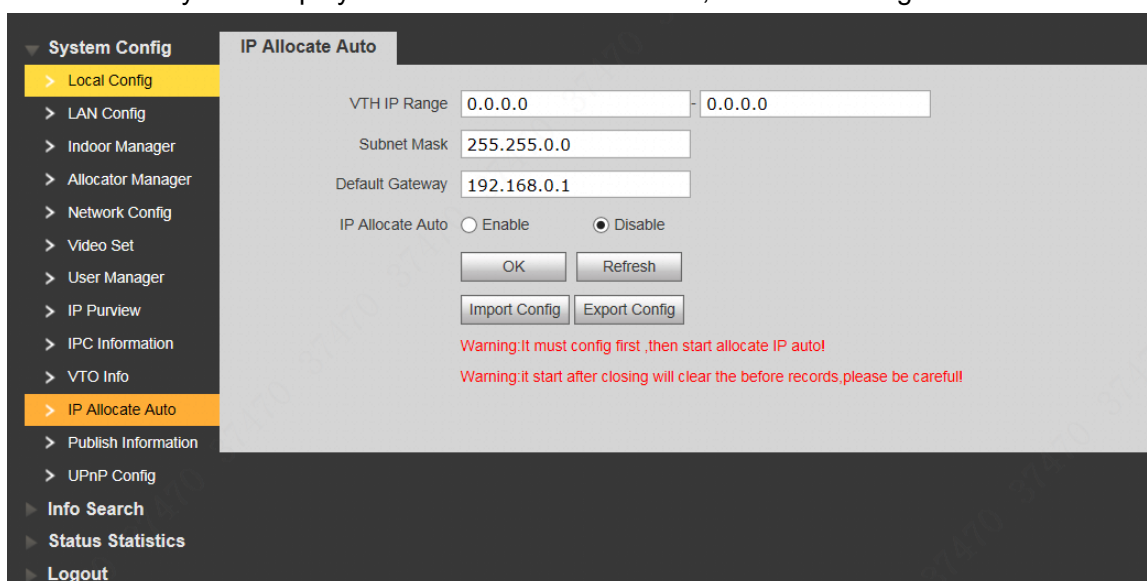 System Config
Local Config
LAN Config
Indoor Manager
Allocator Manager
Network Config
Video Set
User Manager
IP Purview
IPC Information
VTO Info
IP Allocate Auto
Publish Information
UPnP Config
Info Search
Status Statistics
Logout
IP Allocate Auto
VTH IP Range 0.0.0.0 - 0.0.0.0
Subnet Mask 255.255.0.0
Default Gateway 192.168.0.1
IP Allocate Auto Enable Disable
OK Refresh
Import Config Export Config
Warning:It must config first ,then start allocate IP auto!
Warning:it start after closing will clear the before records,please be careful!
37470 37470